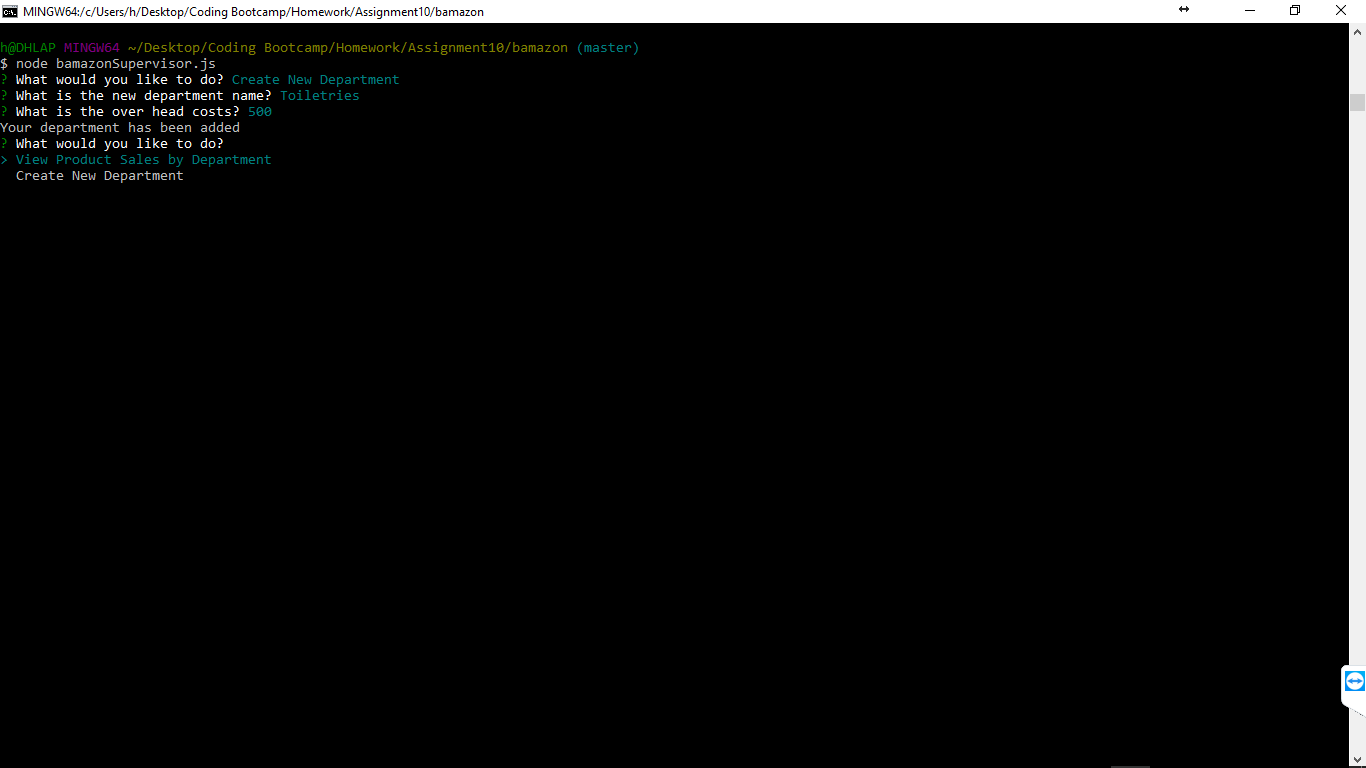 MINGW64:/c/Users/h/Desktop/Coding Bootcamp/Homework/Assignment10/bamazon
h@DHLAP MINGW64 ~/Desktop/Coding Bootcamp/Homework/Assignment10/bamazon (master)
$ node bamazonSupervisor.js
? What would you like to do? Create New Department
? What is the new department name? Toiletries
? What is the over head costs? 500
Your department has been added
? What would you like to do?
> View Product Sales by Department
Create New Department